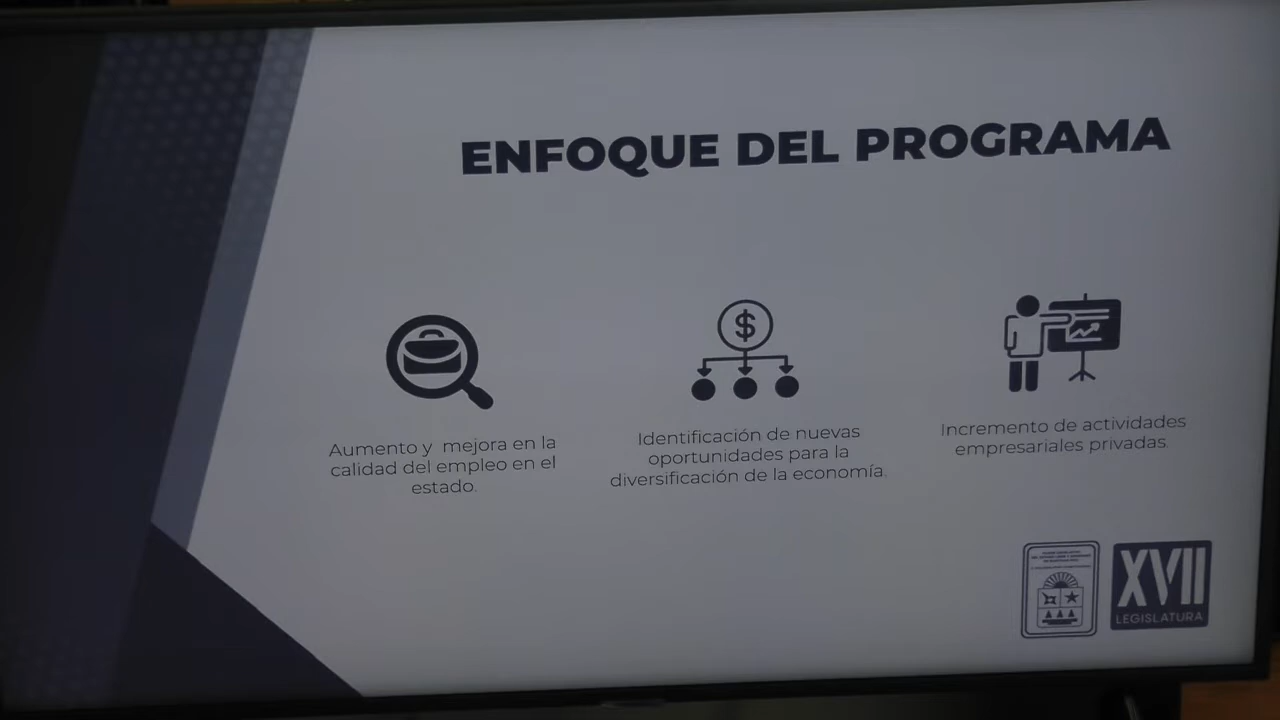 ENFOQUE DEL PROGRAMA
Aumento y mejora en la
calidad del empleo en el
estado.
$
Identificación de nuevas
oportunidades para la
diversificación de la economía.
Incremento de actividades
empresariales privadas.
XVII
LEGISLATURA